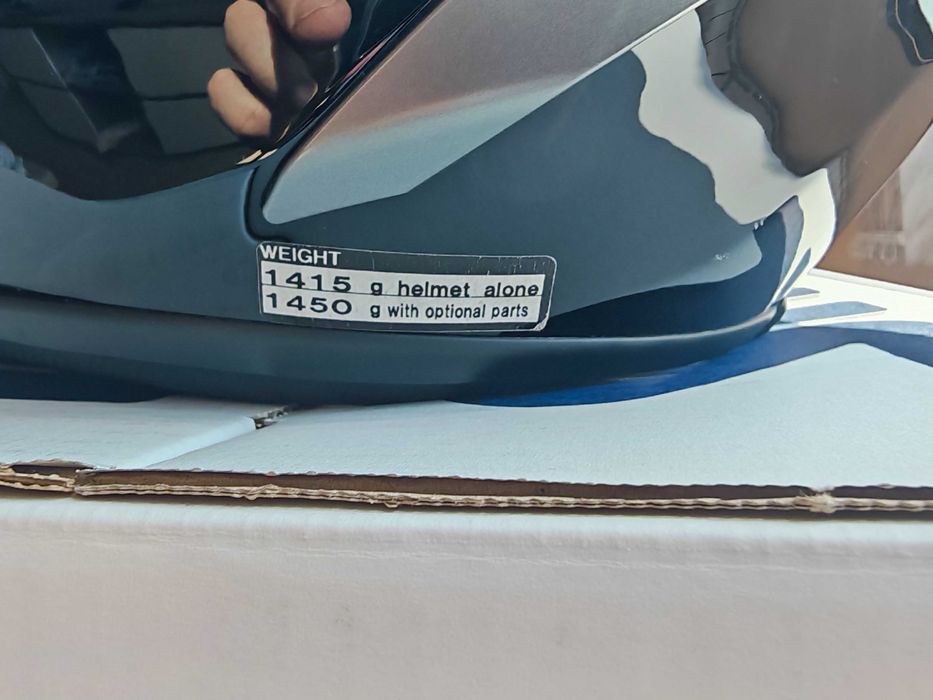 WEIGHT
1415 g helmet alone
1450 g with optional parts